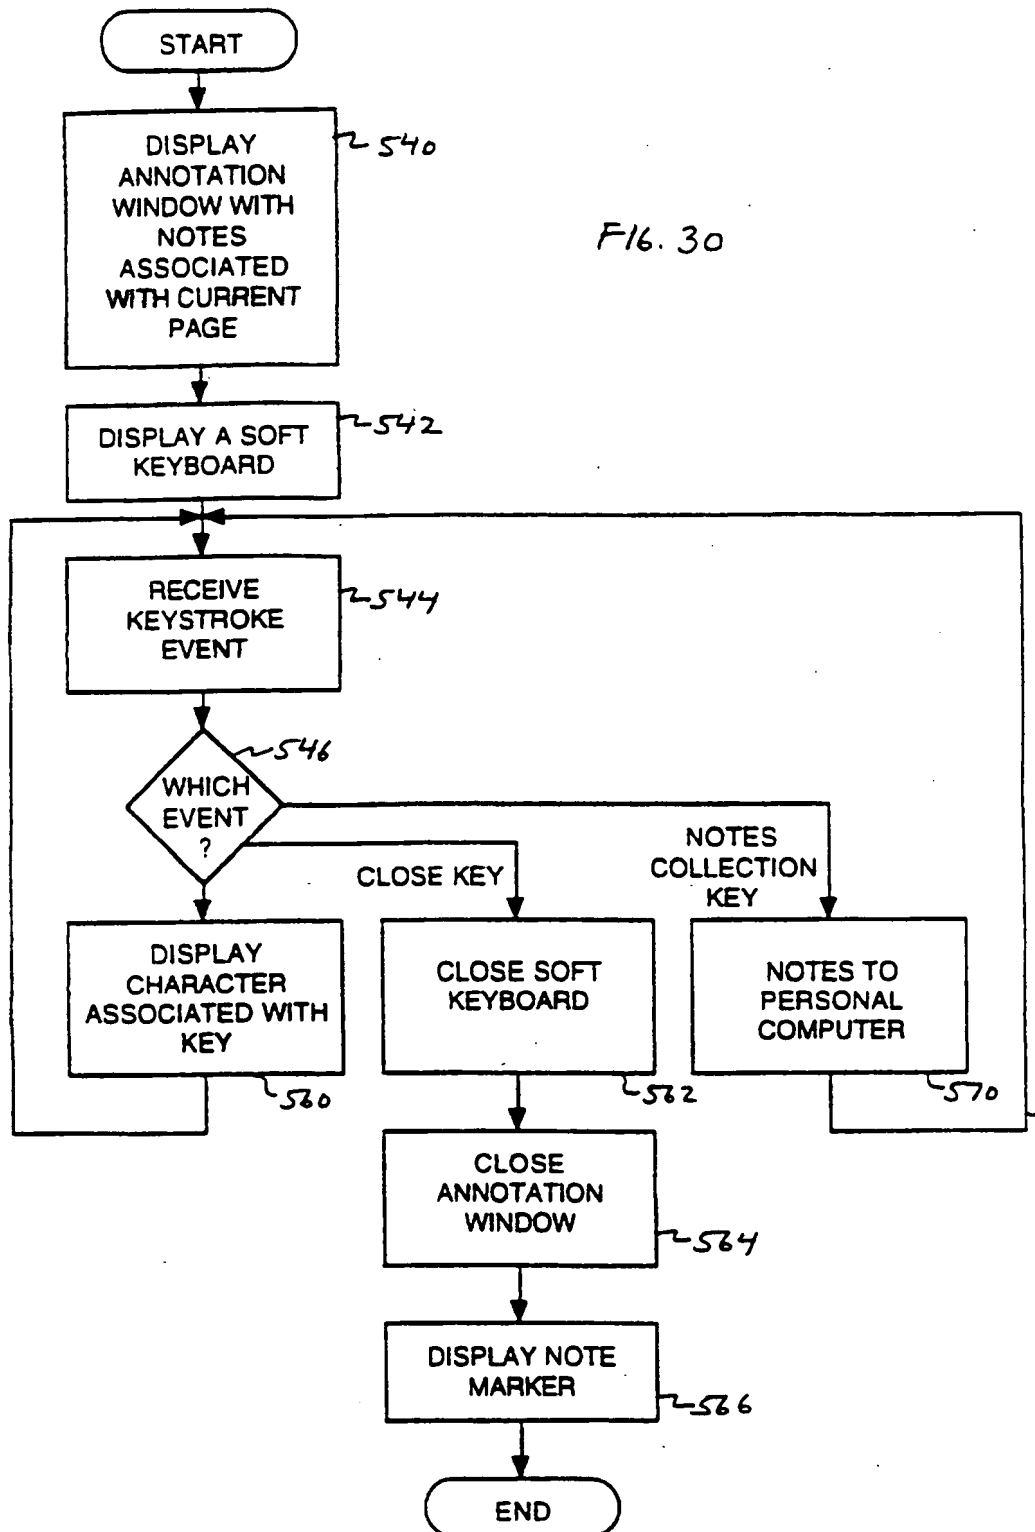 START
DISPLAY
ANNOTATION
WINDOW WITH
NOTES
ASSOCIATED
WITH CURRENT
PAGE
540
FIG. 30
DISPLAY A SOFT
KEYBOARD
542
RECEIVE
KEYSTROKE
EVENT
544
WHICH
EVENT
?
546
CLOSE KEY
NOTES
COLLECTION
KEY
DISPLAY
CHARACTER
ASSOCIATED WITH
KEY
560
CLOSE SOFT
KEYBOARD
562
NOTES TO
PERSONAL
COMPUTER
570
CLOSE
ANNOTATION
WINDOW
564
DISPLAY NOTE
MARKER
566
END